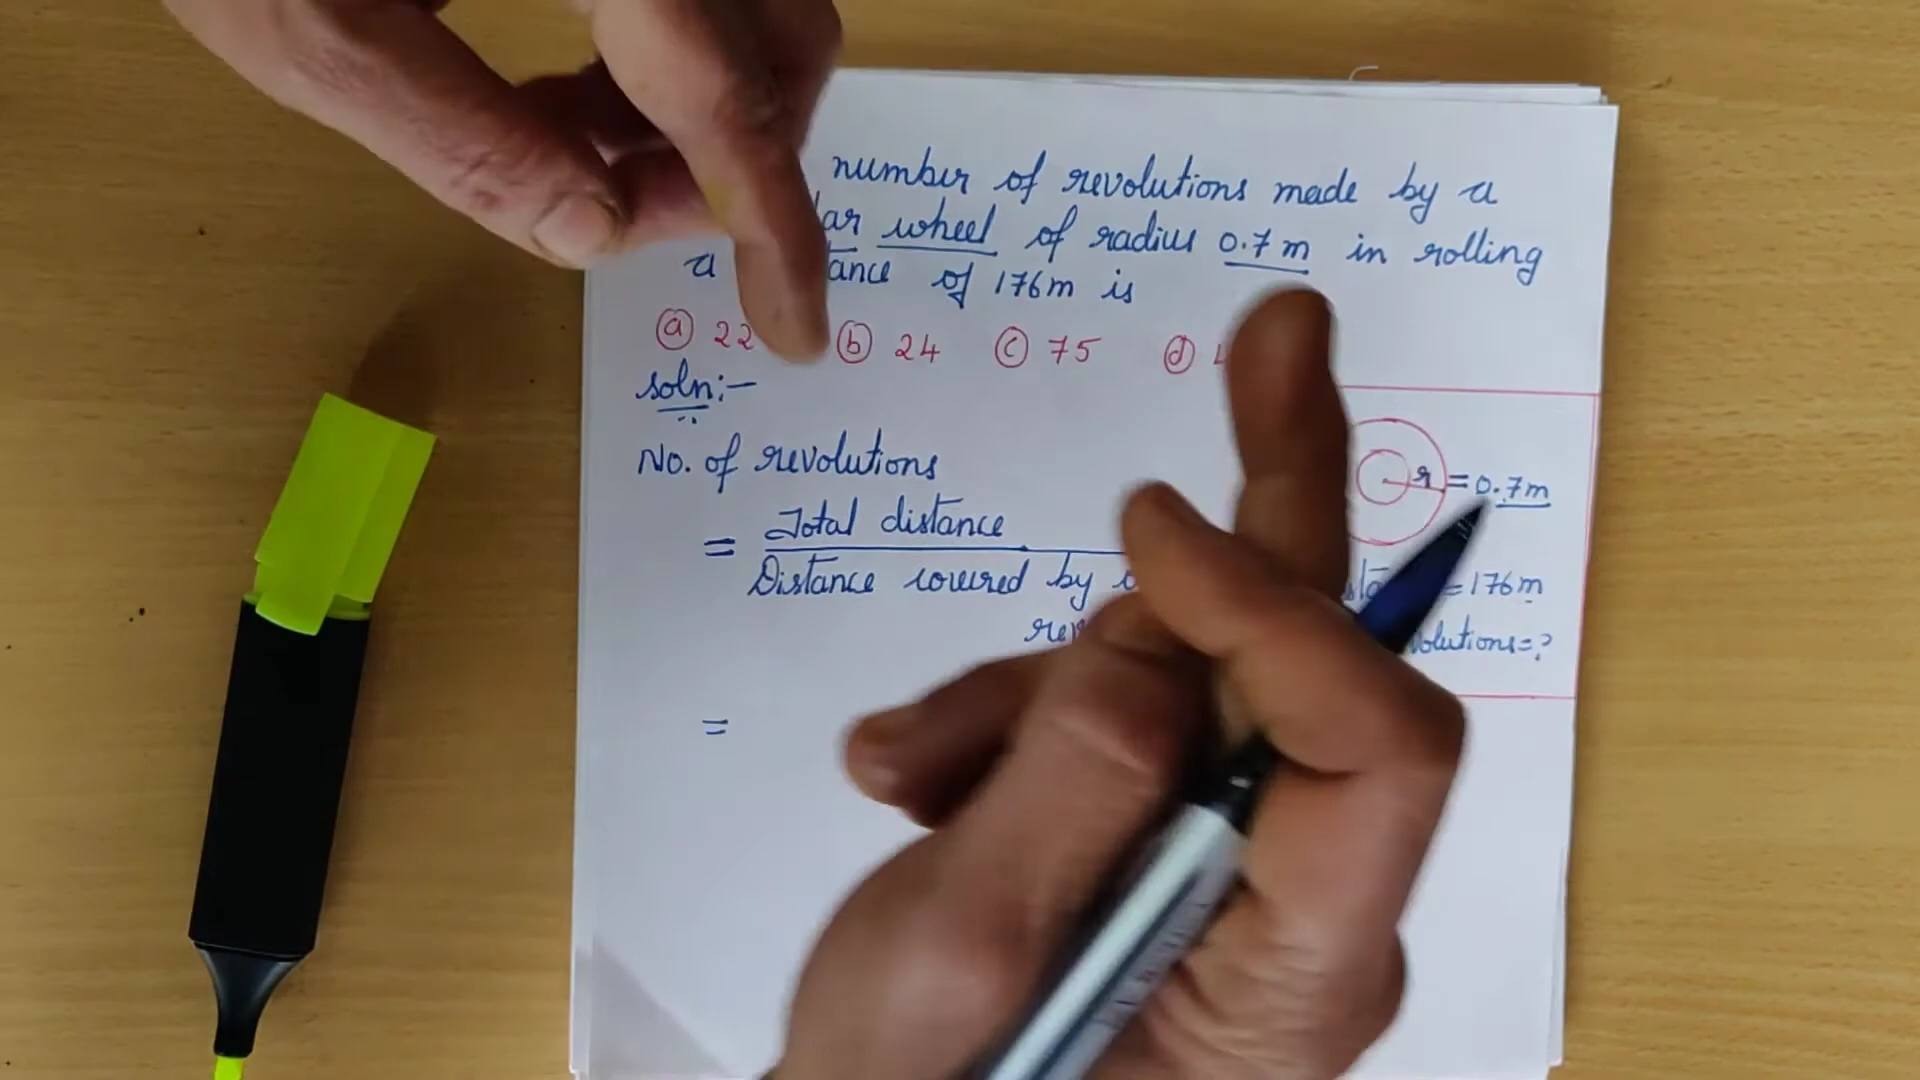 number of revolutions made by a
wheel of radius 0.7 m in rolling
a of 176m is
ⓐ 22 ⓑ 24 ⓒ 75 ⓓ
soln:-
No. of revolutions
= Total distance
Distance covered by
r = 0.7m
= 176m
=?
=